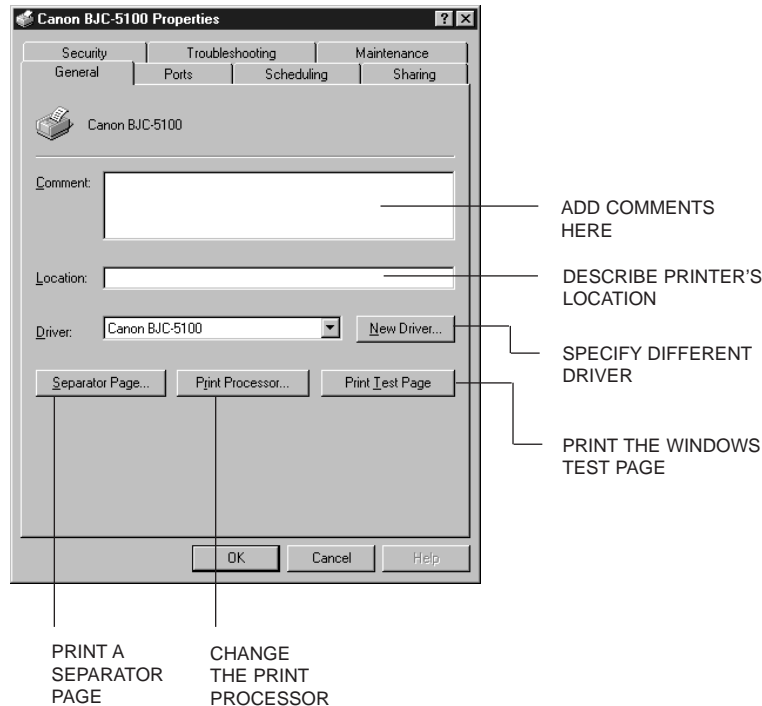 Canon BJC-5100 Properties
Security Troubleshooting Maintenance
General Ports Scheduling Sharing
Canon BJC-5100
Comment:
ADD COMMENTS
HERE
Location:
DESCRIBE PRINTER'S
LOCATION
Driver: Canon BJC-5100 New Driver...
SPECIFY DIFFERENT
DRIVER
Separator Page... Print Processor... Print Test Page
PRINT THE WINDOWS
TEST PAGE
OK Cancel Help
PRINT A
SEPARATOR
PAGE
CHANGE
THE PRINT
PROCESSOR